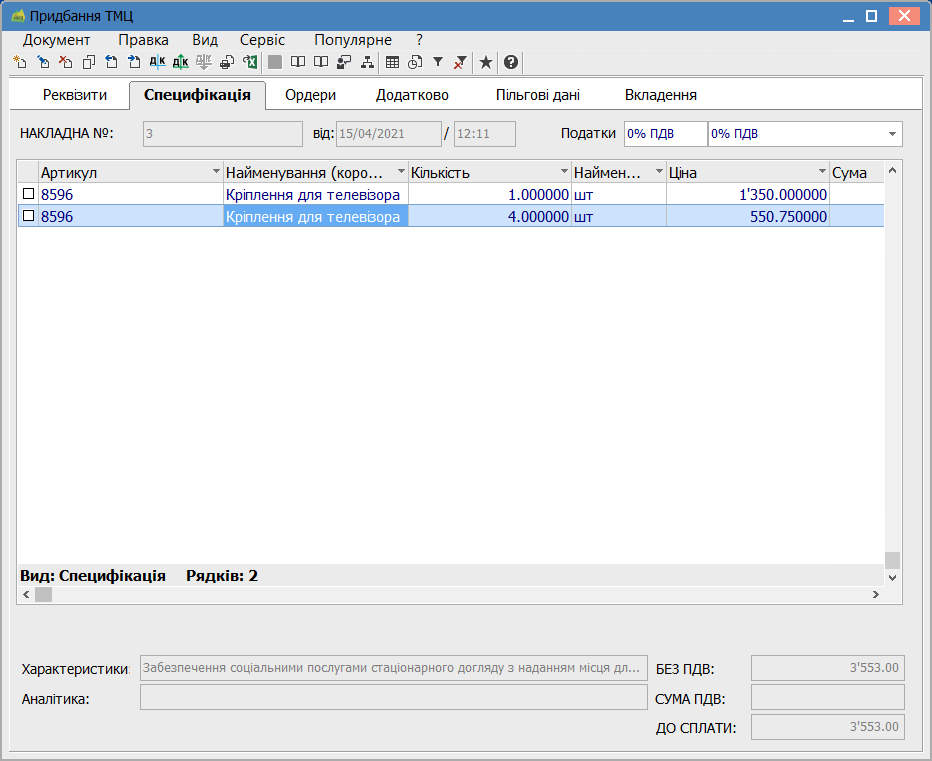 Придбання ТМЦ
Документ Правка Вид Сервіс Популярне ?
Реквізити Специфікація Ордери Додатково Пільгові дані Вкладення
НАКЛАДНА №: 3 від: 15/04/2021 / 12:11 Податки 0% ПДВ 0% ПДВ
Артикул Найменування (коро... Кількість Наймен... Ціна Сума
8596 Кріплення для телевізора 1.000000 шт 1'350.000000
8596 Кріплення для телевізора 4.000000 шт 550.750000
Вид: Специфікація Рядків: 2
Характеристики: Забезпечення соціальними послугами стаціонарного догляду з наданням місця дл... БЕЗ ПДВ: 3'553.00
Аналітика: СУМА ПДВ:
ДО СПЛАТИ: 3'553.00